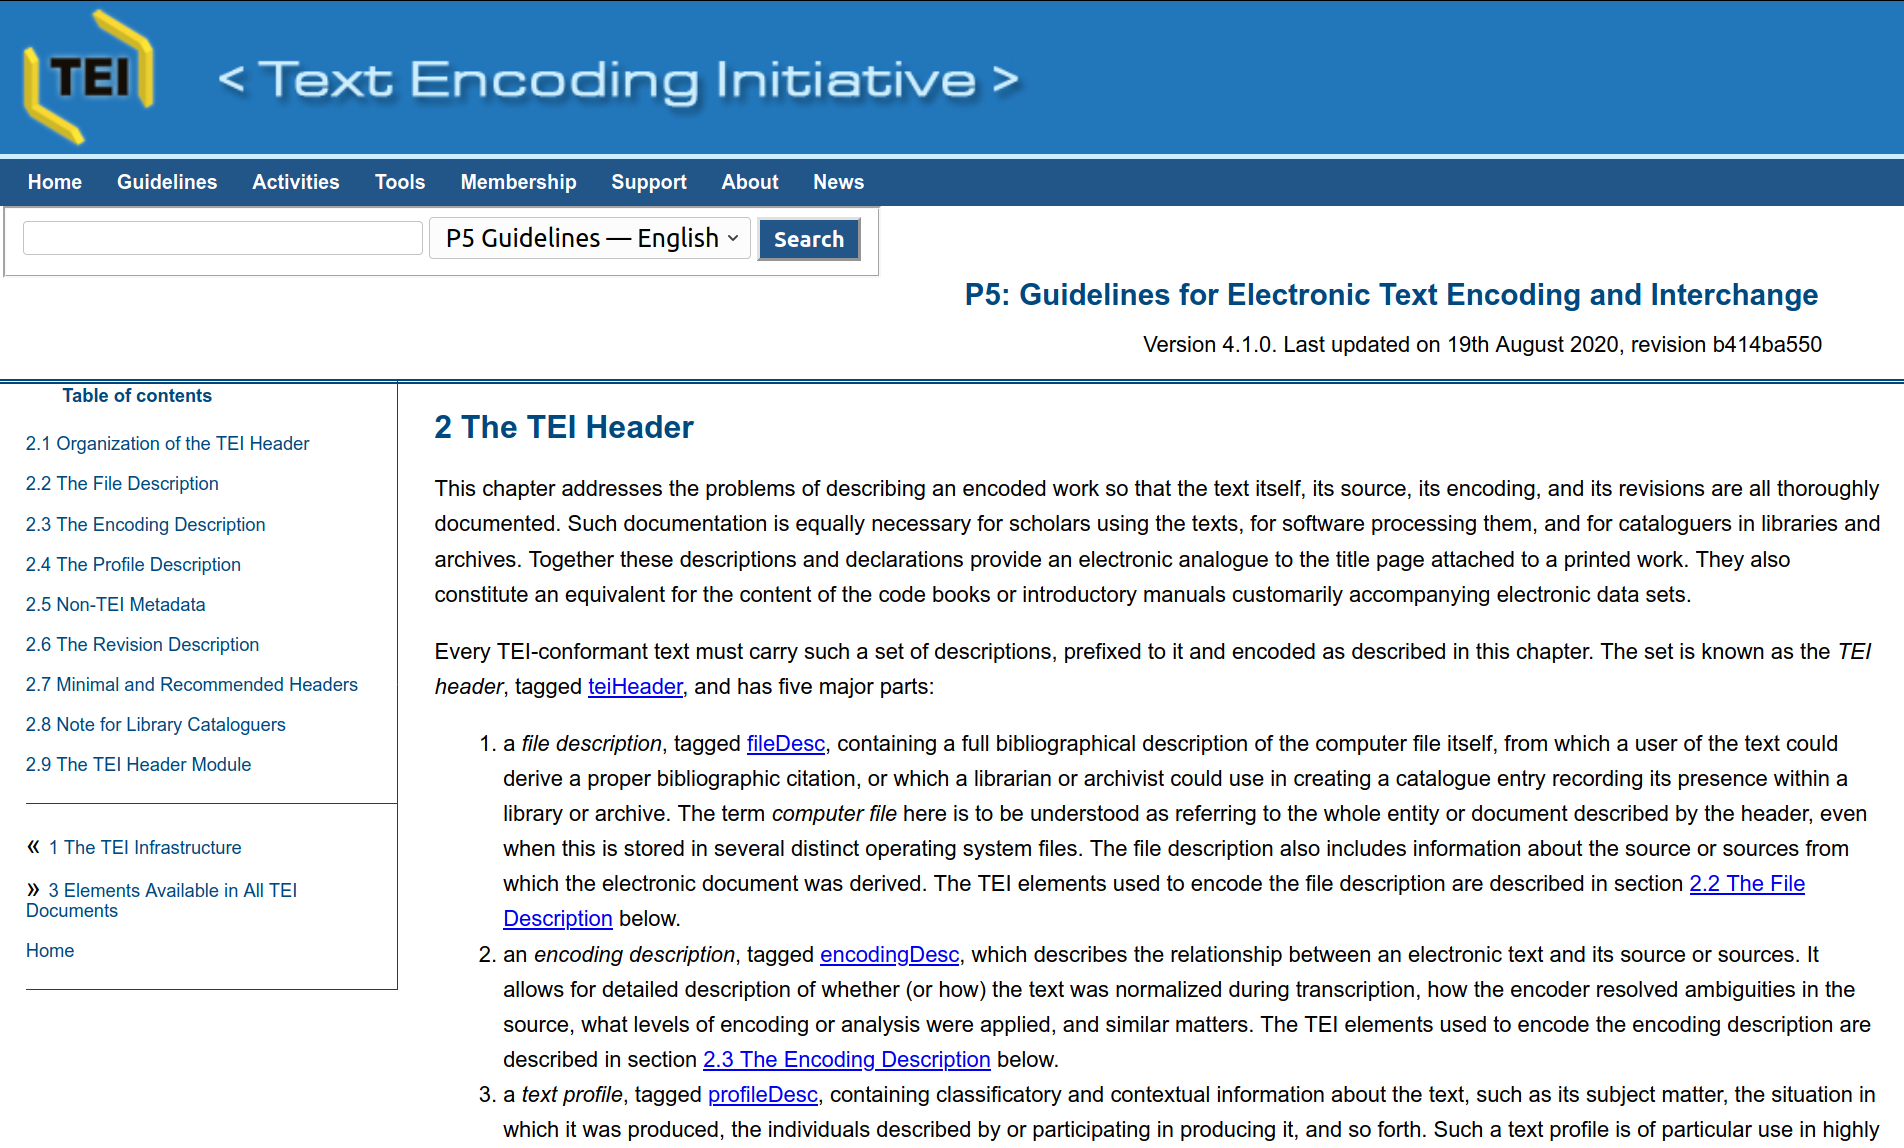 TEI
< Text Encoding Initiative >
Home Guidelines Activities Tools Membership Support About News
P5 Guidelines — English Search
P5: Guidelines for Electronic Text Encoding and Interchange
Version 4.1.0. Last updated on 19th August 2020, revision b414ba550
Table of contents
2.1 Organization of the TEI Header
2.2 The File Description
2.3 The Encoding Description
2.4 The Profile Description
2.5 Non-TEI Metadata
2.6 The Revision Description
2.7 Minimal and Recommended Headers
2.8 Note for Library Cataloguers
2.9 The TEI Header Module
« 1 The TEI Infrastructure
» 3 Elements Available in All TEI
Documents
Home
2 The TEI Header
This chapter addresses the problems of describing an encoded work so that the text itself, its source, its encoding, and its revisions are all thoroughly
documented. Such documentation is equally necessary for scholars using the texts, for software processing them, and for cataloguers in libraries and
archives. Together these descriptions and declarations provide an electronic analogue to the title page attached to a printed work. They also
constitute an equivalent for the content of the code books or introductory manuals customarily accompanying electronic data sets.
Every TEI-conformant text must carry such a set of descriptions, prefixed to it and encoded as described in this chapter. The set is known as the TEI
header, tagged teiHeader, and has five major parts:
1. a file description, tagged fileDesc, containing a full bibliographical description of the computer file itself, from which a user of the text could
derive a proper bibliographic citation, or which a librarian or archivist could use in creating a catalogue entry recording its presence within a
library or archive. The term computer file here is to be understood as referring to the whole entity or document described by the header, even
when this is stored in several distinct operating system files. The file description also includes information about the source or sources from
which the electronic document was derived. The TEI elements used to encode the file description are described in section 2.2 The File
Description below.
2. an encoding description, tagged encodingDesc, which describes the relationship between an electronic text and its source or sources. It
allows for detailed description of whether (or how) the text was normalized during transcription, how the encoder resolved ambiguities in the
source, what levels of encoding or analysis were applied, and similar matters. The TEI elements used to encode the encoding description are
described in section 2.3 The Encoding Description below.
3. a text profile, tagged profileDesc, containing classificatory and contextual information about the text, such as its subject matter, the situation in
which it was produced, the individuals described by or participating in producing it, and so forth. Such a text profile is of particular use in highly